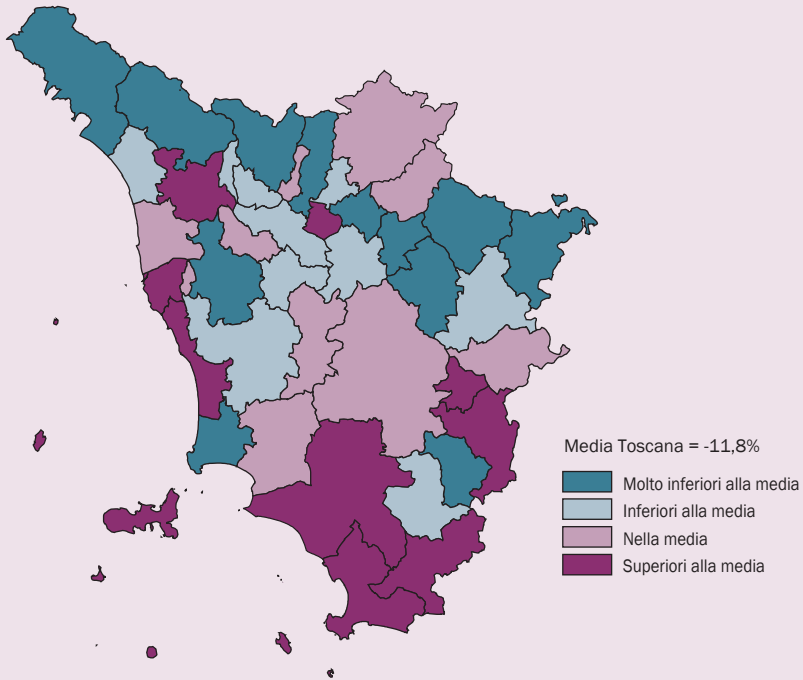 Media Toscana = -11,8%
Molto inferiori alla media
Inferiori alla media
Nella media
Superiori alla media